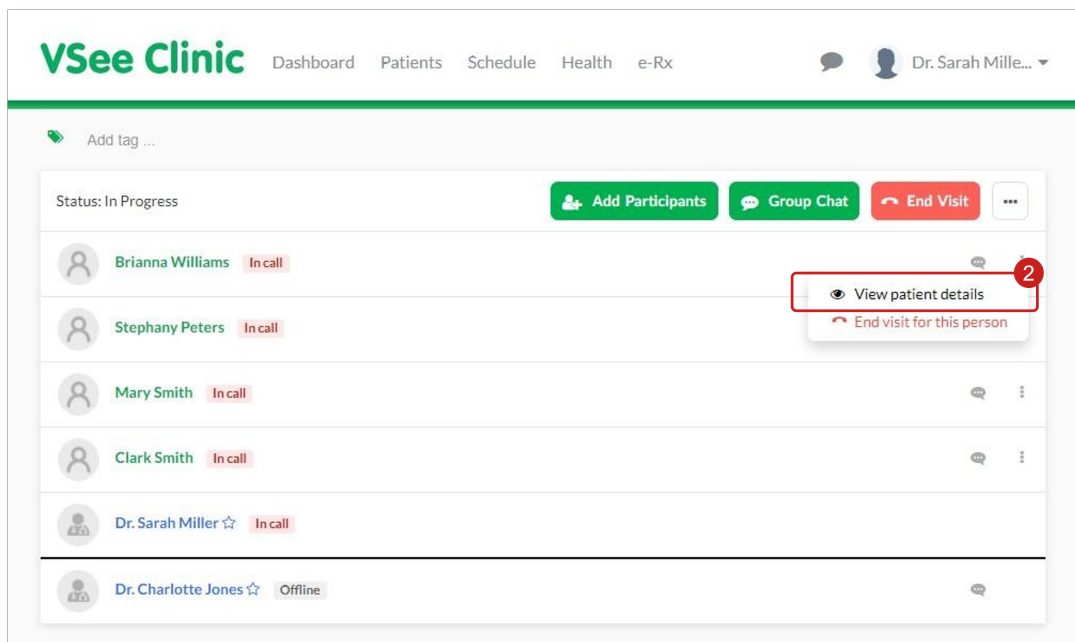 VSee Clinic Dashboard Patients Schedule Health e-Rx Dr. Sarah Mille...
Add tag ...
Status: In Progress Add Participants Group Chat End Visit
Brianna Williams In call
2
View patient details
Stephany Peters In call
End visit for this person
Mary Smith In call
Clark Smith In call
Dr. Sarah Miller In call
Dr. Charlotte Jones Offline